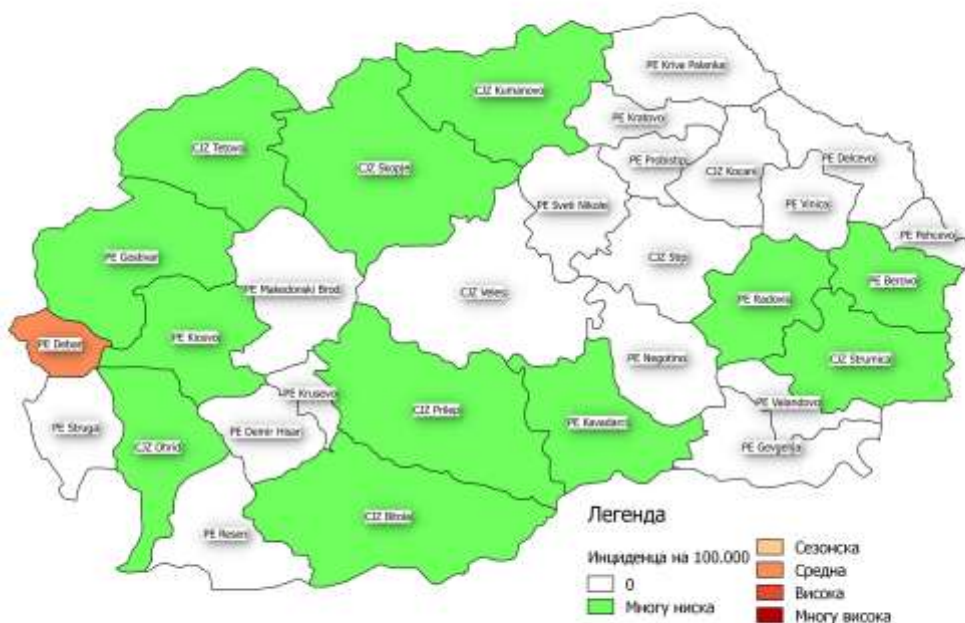 PE Kriva Palanka
CJZ Kumanovo
PE Kratovo
CJZ Tetovo
CJZ Skopje
PE Probistip
CJZ Kocani
PE Delcevo
PE Sveti Nikole
PE Vinica
PE Pehcevo
PE Gostivar
CJZ Stip
PE Makedonski Brod
CJZ Veles
PE Radovis
PE Berovo
PE Kicevo
PE Debar
PE Negotino
CJZ Strumica
PE Krusevo
PE Valandovo
CJZ Prilep
PE Kavadarci
PE Struga
PE Demir Hisar
CJZ Ohrid
PE Gevgelija
CJZ Bitola
PE Resen
Легенда
Инциденца на 100.000
0
Многу ниска
Сезонска
Средна
Висока
Многу висока